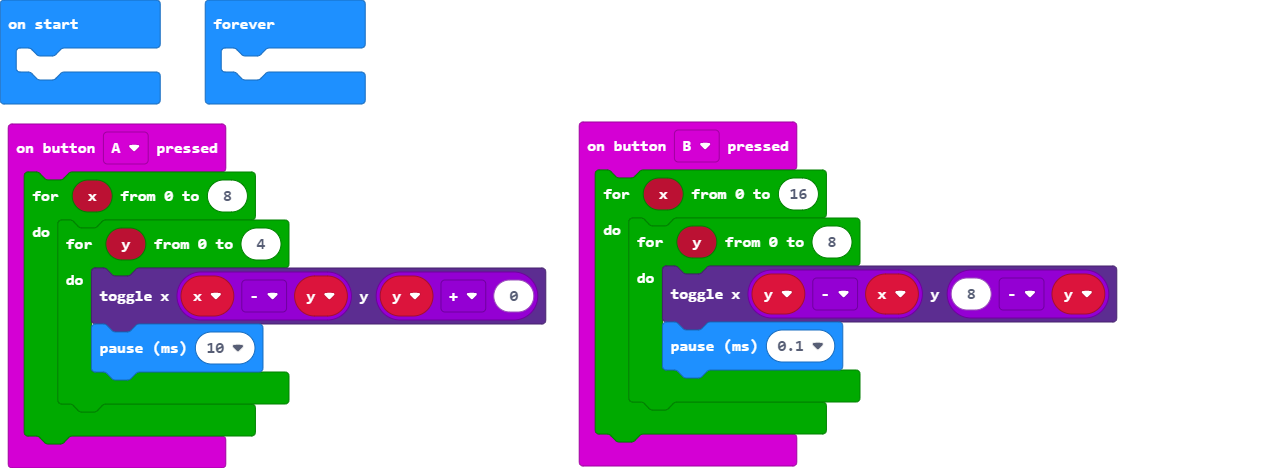 on start
forever
on button A pressed
for x from 0 to 8
do
for y from 0 to 4
do
toggle x x - y y y + 0
pause (ms) 10
on button B pressed
for x from 0 to 16
do
for y from 0 to 8
do
toggle x y - x y 8 - y
pause (ms) 0.1